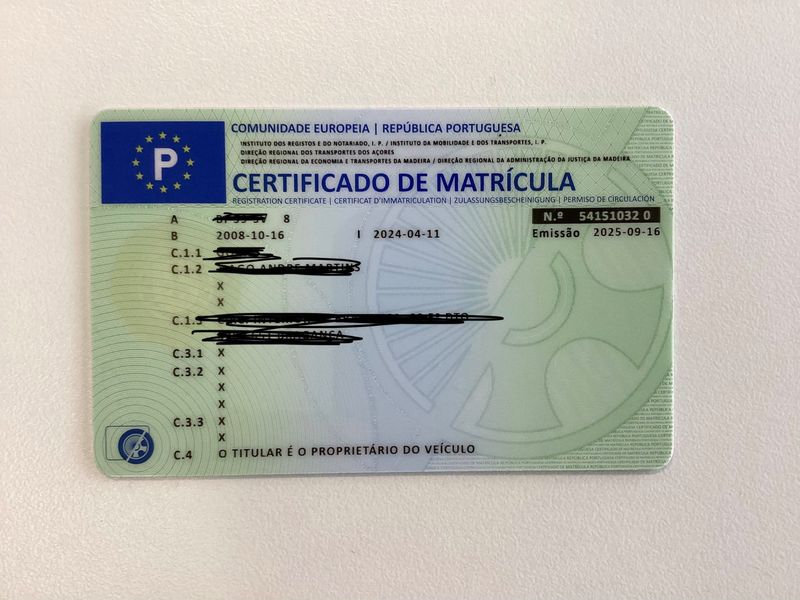 P
COMUNIDADE EUROPEIA | REPÚBLICA PORTUGUESA
INSTITUTO DOS REGISTOS E DO NOTARIADO, I. P. / INSTITUTO DA MOBILIDADE E DOS TRANSPORTES, I. P.
DIREÇÃO REGIONAL DOS TRANSPORTES DOS AÇORES
DIREÇÃO REGIONAL DA ECONOMIA E TRANSPORTES DA MADEIRA / DIREÇÃO REGIONAL DA ADMINISTRAÇÃO DA JUSTIÇA DA MADEIRA
CERTIFICADO DE MATRÍCULA
REGISTRATION CERTIFICATE | CERTIFICAT D'IMMATRICULATION | ZULASSUNGSBESCHEINIGUNG | PERMISO DE CIRCULACIÓN
A 8 N.º 54151032 0
B 2008-10-16 I 2024-04-11 Emissão 2025-09-16
C.1.1
C.1.2
X
X
C.1.3
C.3.1 X
C.3.2 X
X
C.3.3 X
X
C.4 O TITULAR É O PROPRIETÁRIO DO VEÍCULO